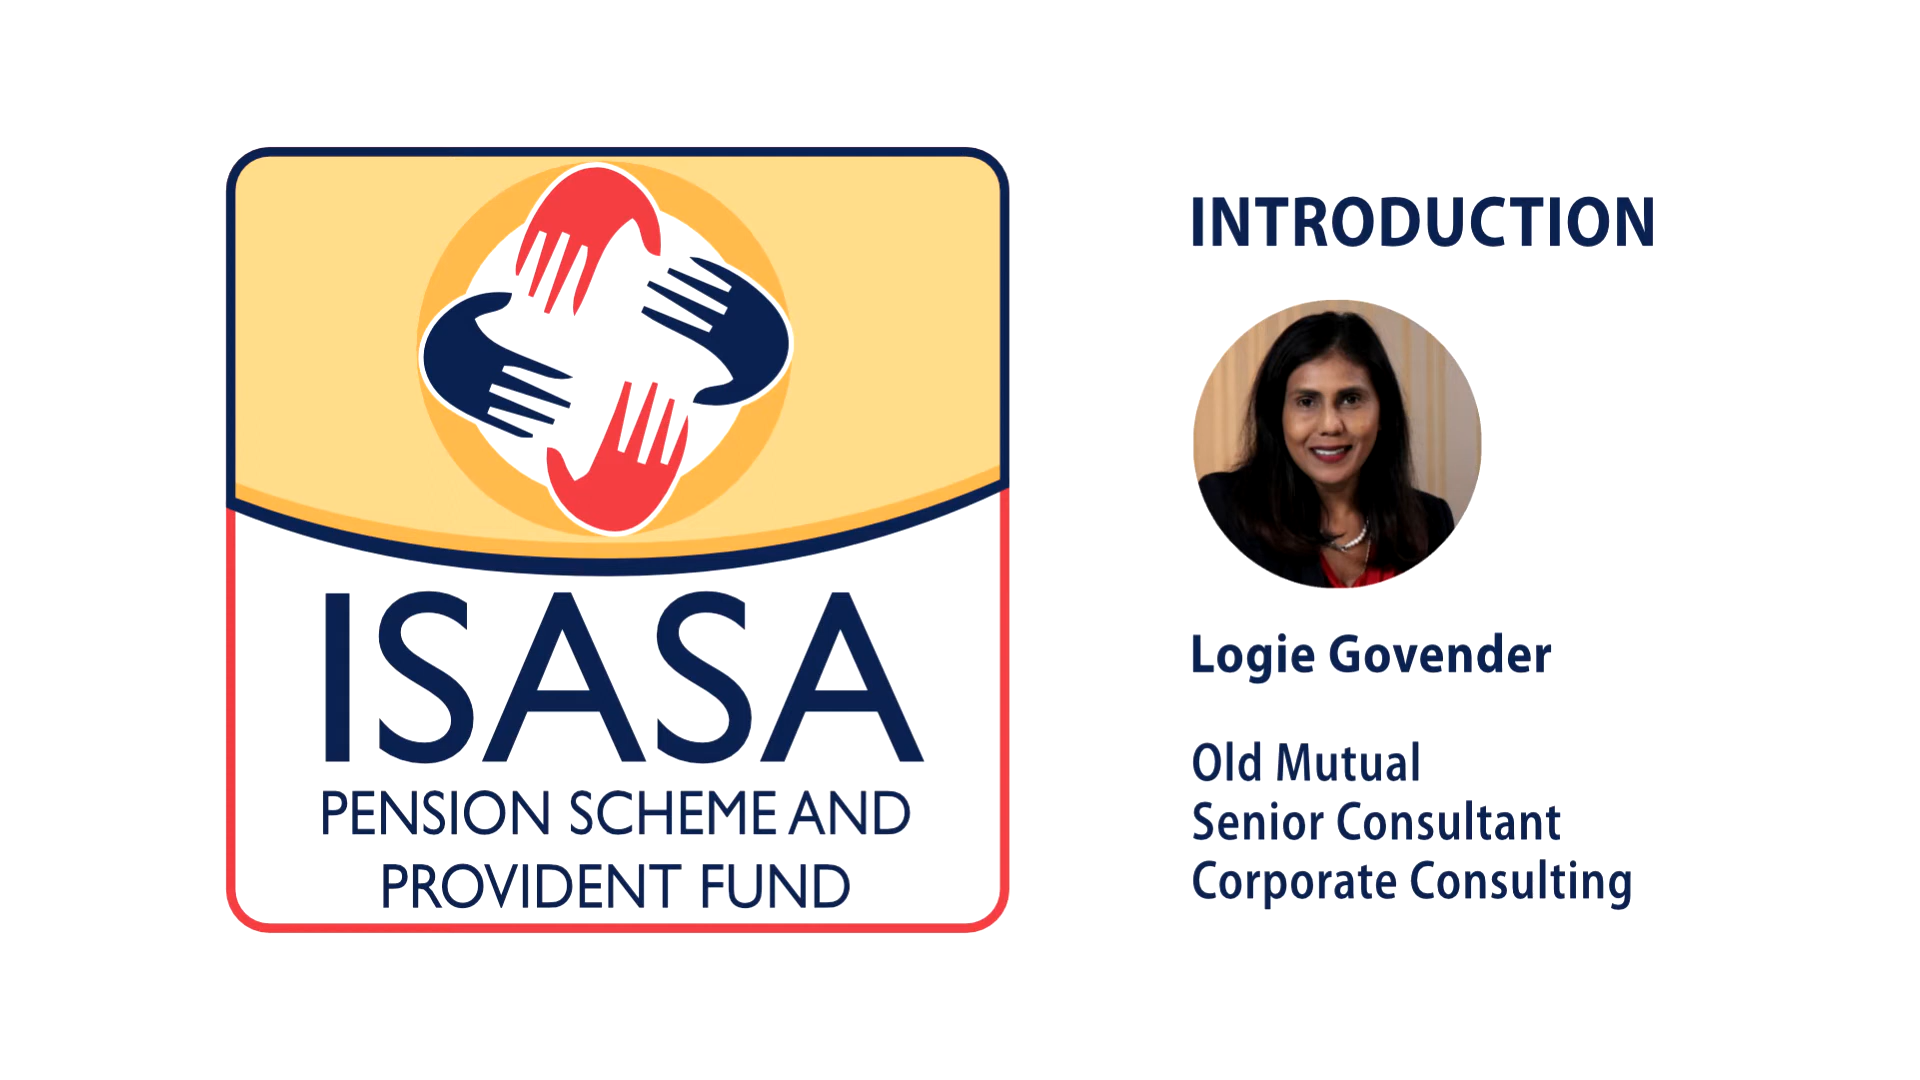 ISASA
PENSION SCHEME AND
PROVIDENT FUND
INTRODUCTION
Logie Govender
Old Mutual
Senior Consultant
Corporate Consulting